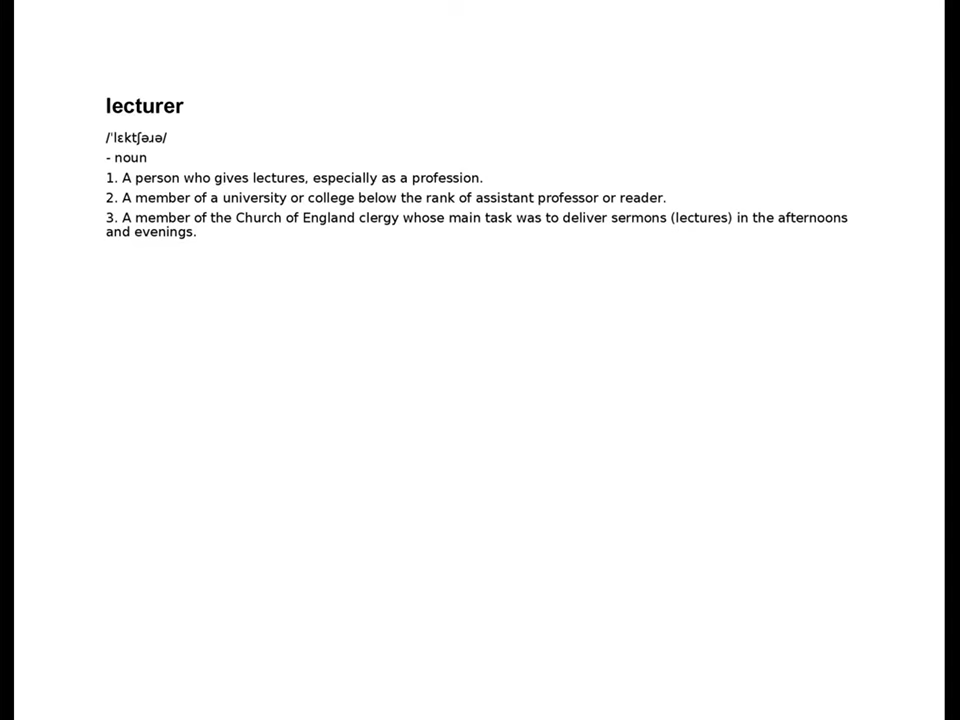 lecturer
/ˈlɛktʃəɹə/
- noun
1. A person who gives lectures, especially as a profession.
2. A member of a university or college below the rank of assistant professor or reader.
3. A member of the Church of England clergy whose main task was to deliver sermons (lectures) in the afternoons
and evenings.